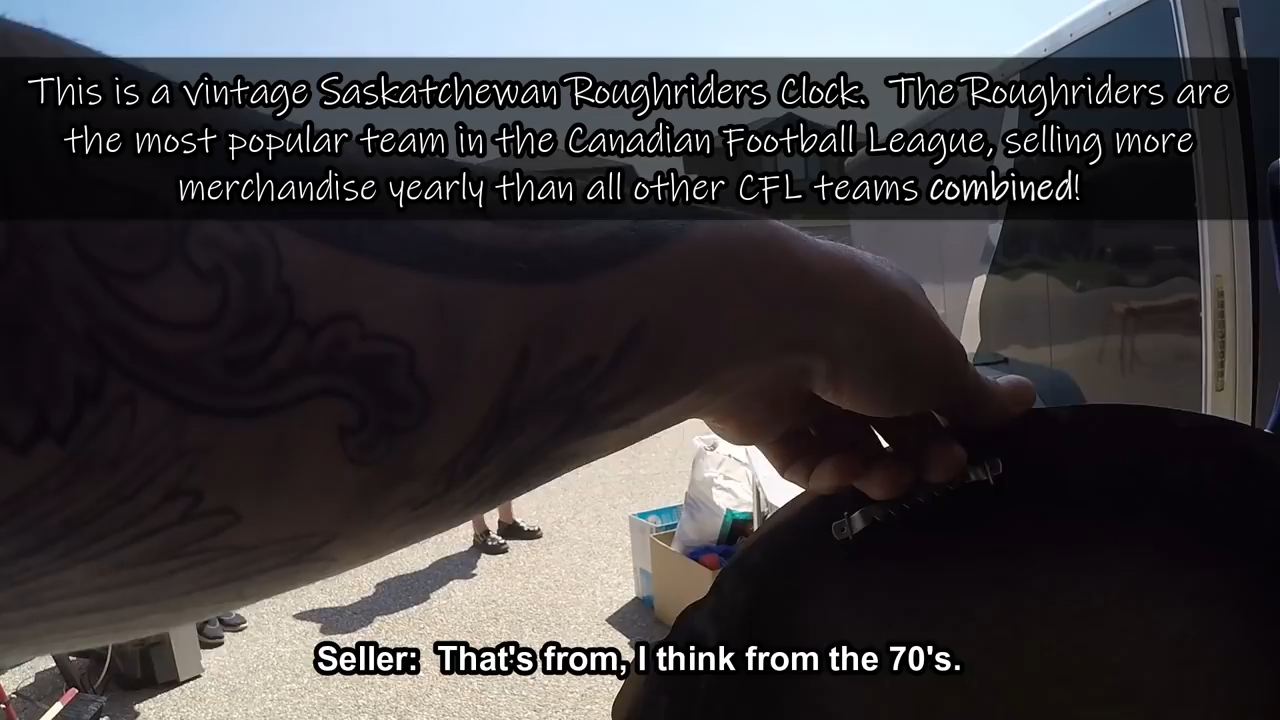 This is a vintage Saskatchewan Roughriders Clock. The Roughriders are
the most popular team in the Canadian Football League, selling more
merchandise yearly than all other CFL teams combined!
Seller: That's from, I think from the 70's.